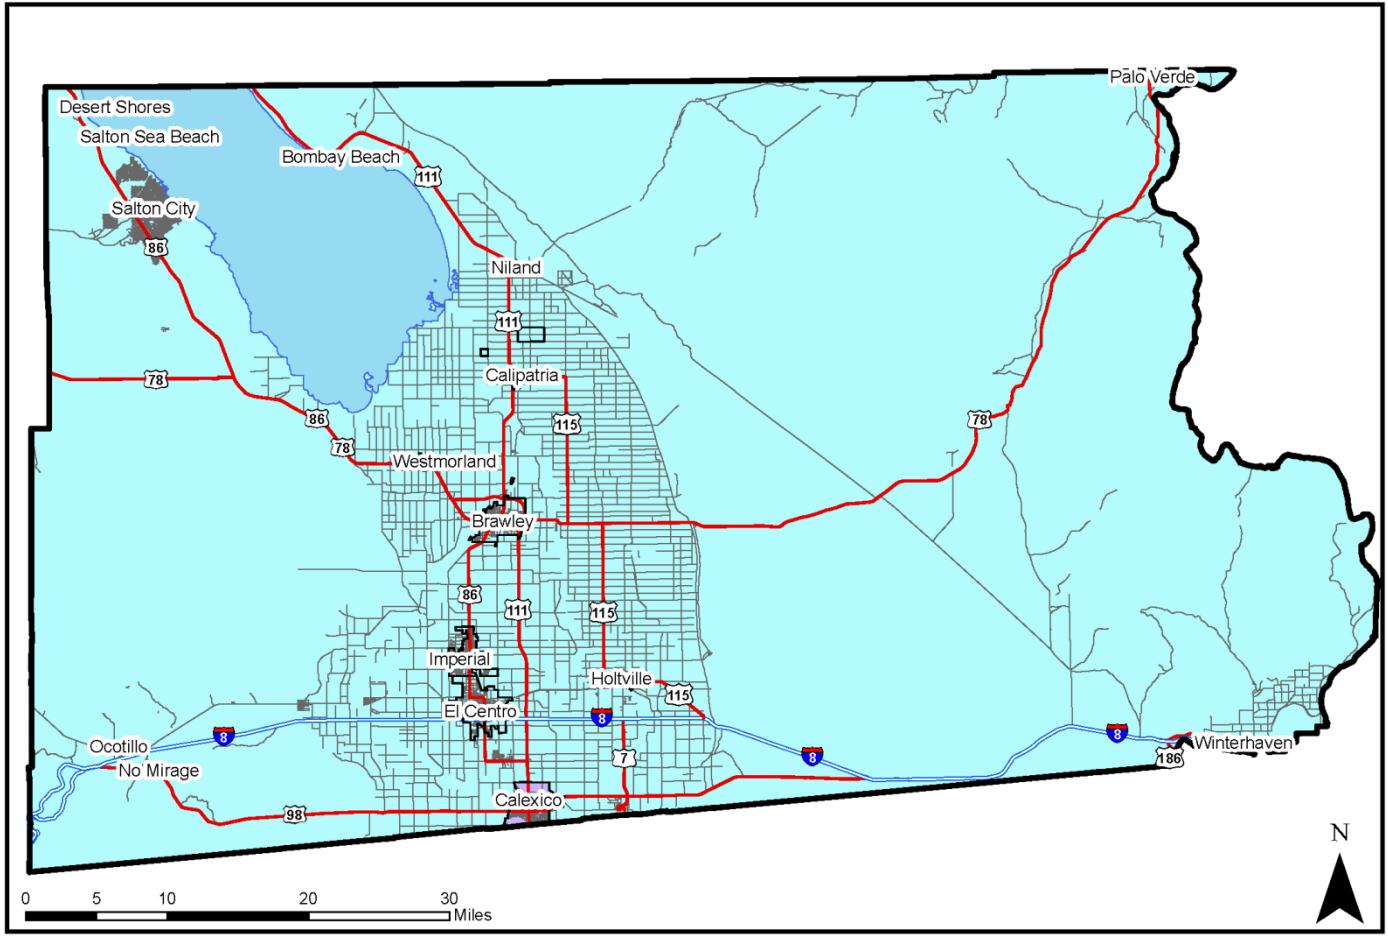 Palo Verde
Desert Shores
Salton Sea Beach
Bombay Beach
111
Salton City
86
Niland
111
78
Calipatria
86
115
78
78
Westmorland
Brawley
86
111
115
Imperial
Holtville
115
El Centro
8
8
8
Ocotillo
Winterhaven
No Mirage
7
8
186
Calexico
98
N
0 5 10 20 30
Miles